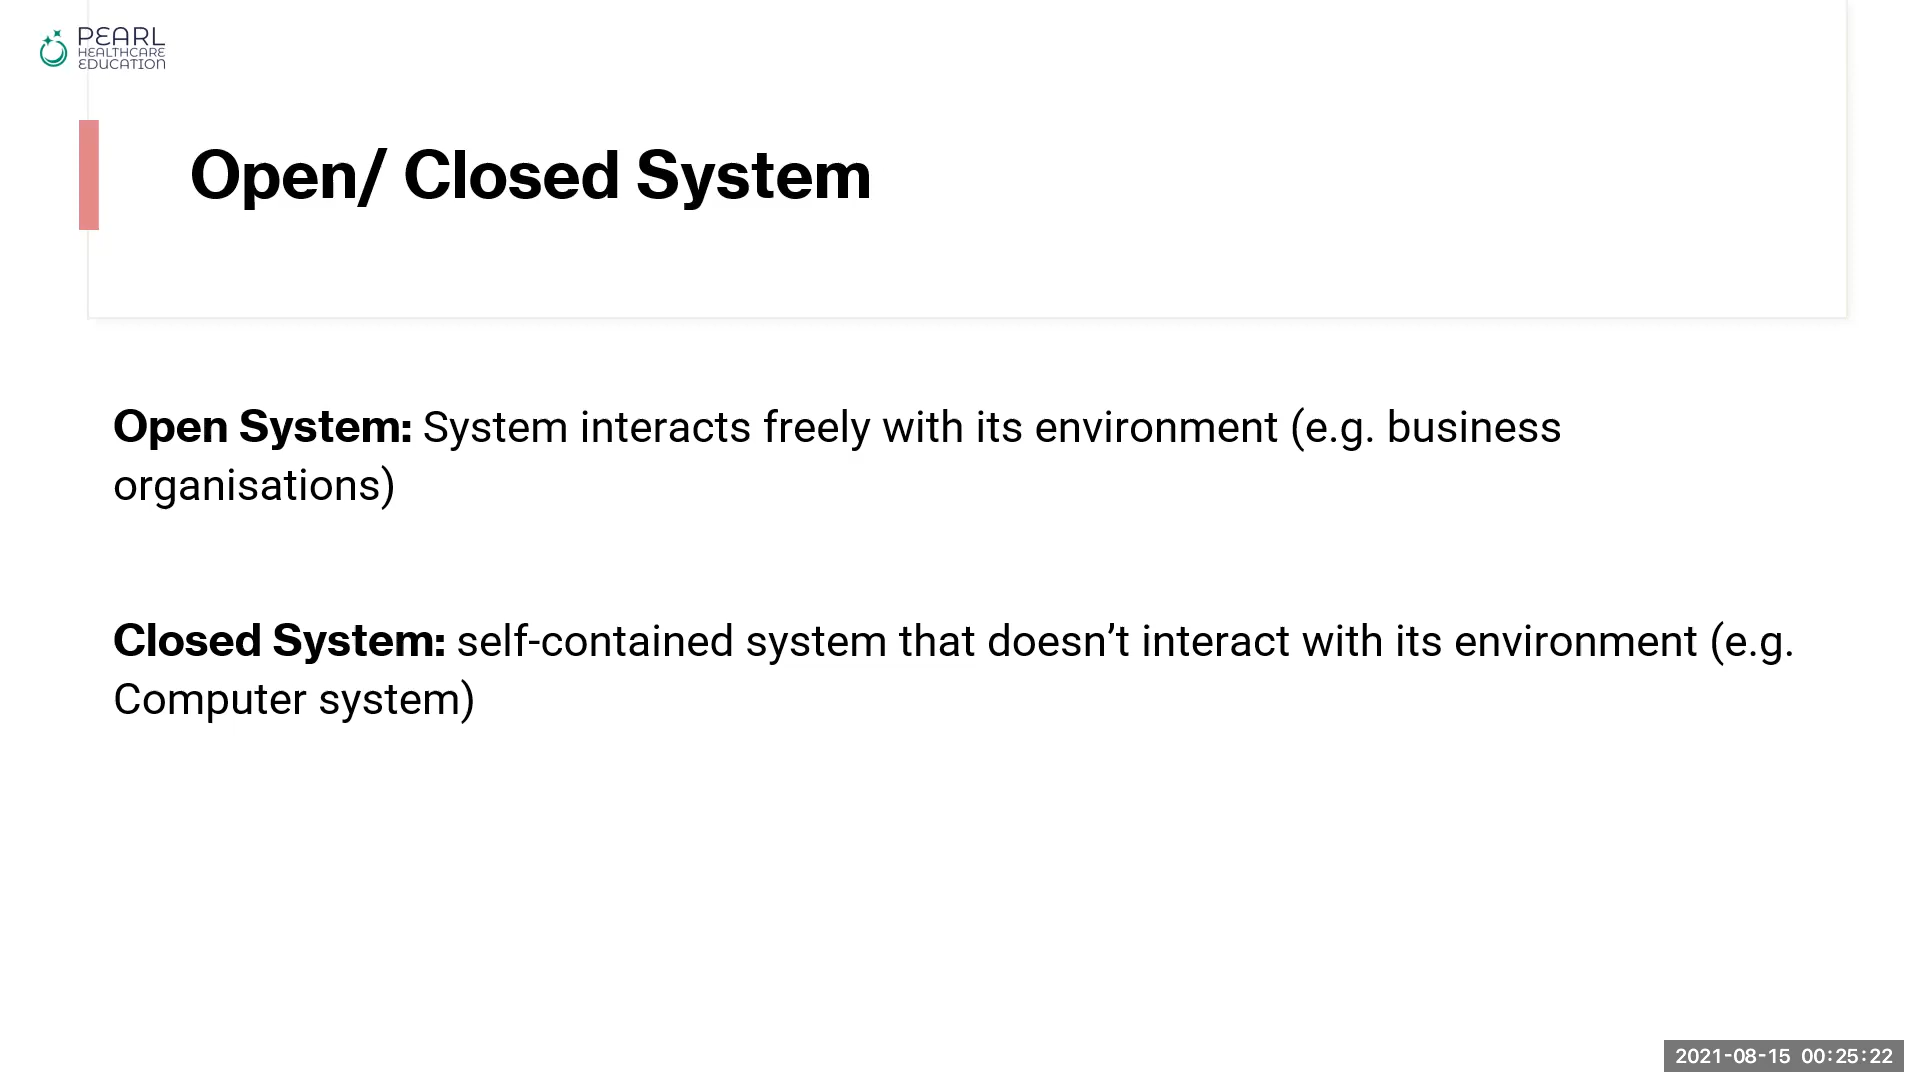 PEARL
HEALTHCARE
EDUCATION
Open/ Closed System
Open System: System interacts freely with its environment (e.g. business
organisations)
Closed System: self-contained system that doesn’t interact with its environment (e.g.
Computer system)
2021-08-15 00:25:22